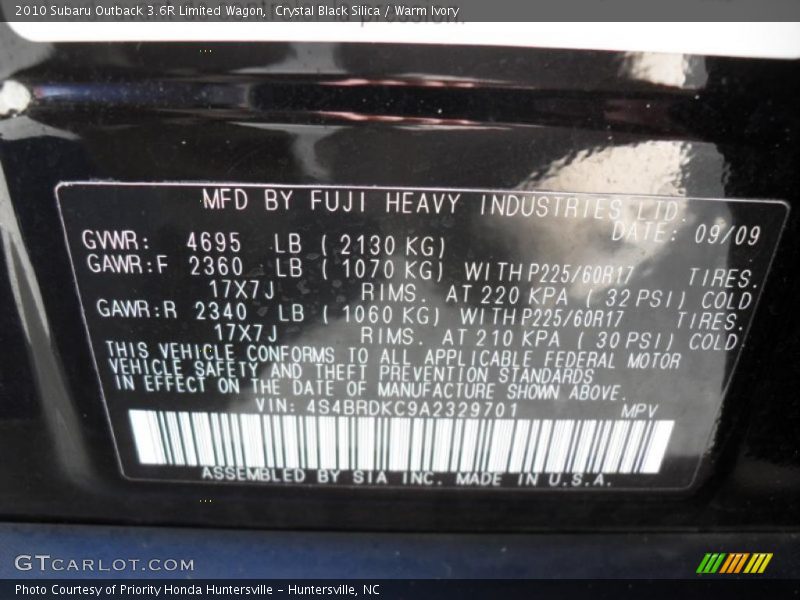 2010 Subaru Outback 3.6R Limited Wagon, Crystal Black Silica / Warm Ivory
MFD BY FUJI HEAVY INDUSTRIES LTD.
DATE: 09/09
GVWR: 4695 LB ( 2130 KG)
GAWR:F 2360 LB ( 1070 KG) WITH P225/60R17 TIRES.
17X7J RIMS. AT 220 KPA ( 32 PSI) COLD
GAWR:R 2340 LB ( 1060 KG) WITH P225/60R17 TIRES.
17X7J RIMS. AT 210 KPA ( 30 PSI) COLD
THIS VEHICLE CONFORMS TO ALL APPLICABLE FEDERAL MOTOR
VEHICLE SAFETY AND THEFT PREVENTION STANDARDS
IN EFFECT ON THE DATE OF MANUFACTURE SHOWN ABOVE.
VIN: 4S4BRDKC9A2329701 MPV
ASSEMBLED BY SIA INC. MADE IN U.S.A.
GTCARLOT.COM
Photo Courtesy of Priority Honda Huntersville - Huntersville, NC